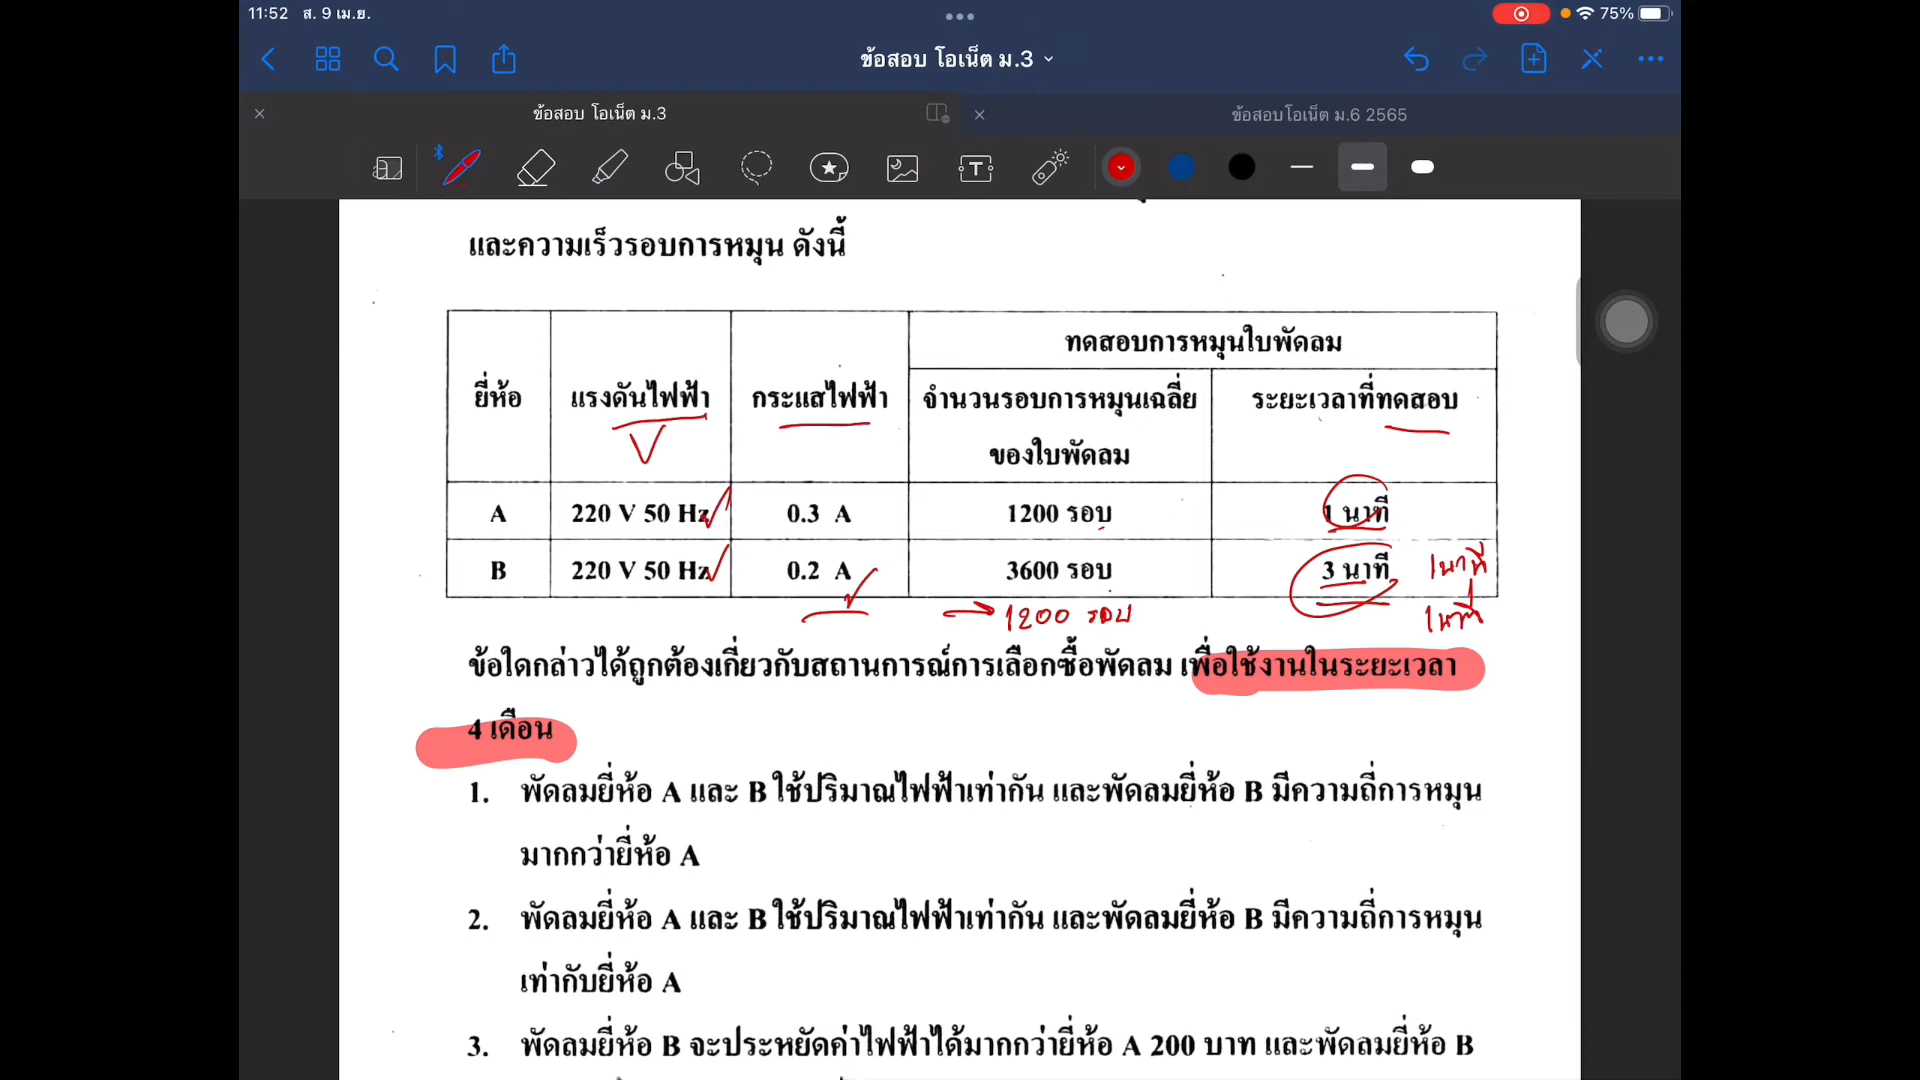 11:52 ส. 9 เม.ย.
75%
ข้อสอบ โอเน็ต ม.3
ข้อสอบ โอเน็ต ม.3
ข้อสอบโอเน็ต ม.6 2565
และความเร็วรอบการหมุน ดังนี้
ยี่ห้อ แรงดันไฟฟ้า กระแสไฟฟ้า ทดสอบการหมุนใบพัดลม
จำนวนรอบการหมุนเฉลี่ย ระยะเวลาที่ทดสอบ
V
ของใบพัดลม
A 220 V 50 Hz 0.3 A 1200 รอบ 1 นาที
B 220 V 50 Hz 0.2 A 3600 รอบ 3 นาที 1 นาที
1200 รอบ 1 นาที
ข้อใดกล่าวได้ถูกต้องเกี่ยวกับสถานการณ์การเลือกซื้อพัดลม เพื่อใช้งานในระยะเวลา
4 เดือน
1. พัดลมยี่ห้อ A และ B ใช้ปริมาณไฟฟ้าเท่ากัน และพัดลมยี่ห้อ B มีความถี่การหมุน
มากกว่ายี่ห้อ A
2. พัดลมยี่ห้อ A และ B ใช้ปริมาณไฟฟ้าเท่ากัน และพัดลมยี่ห้อ B มีความถี่การหมุน
เท่ากับยี่ห้อ A
3. พัดลมยี่ห้อ B จะประหยัดค่าไฟฟ้าได้มากกว่ายี่ห้อ A 200 บาท และพัดลมยี่ห้อ B